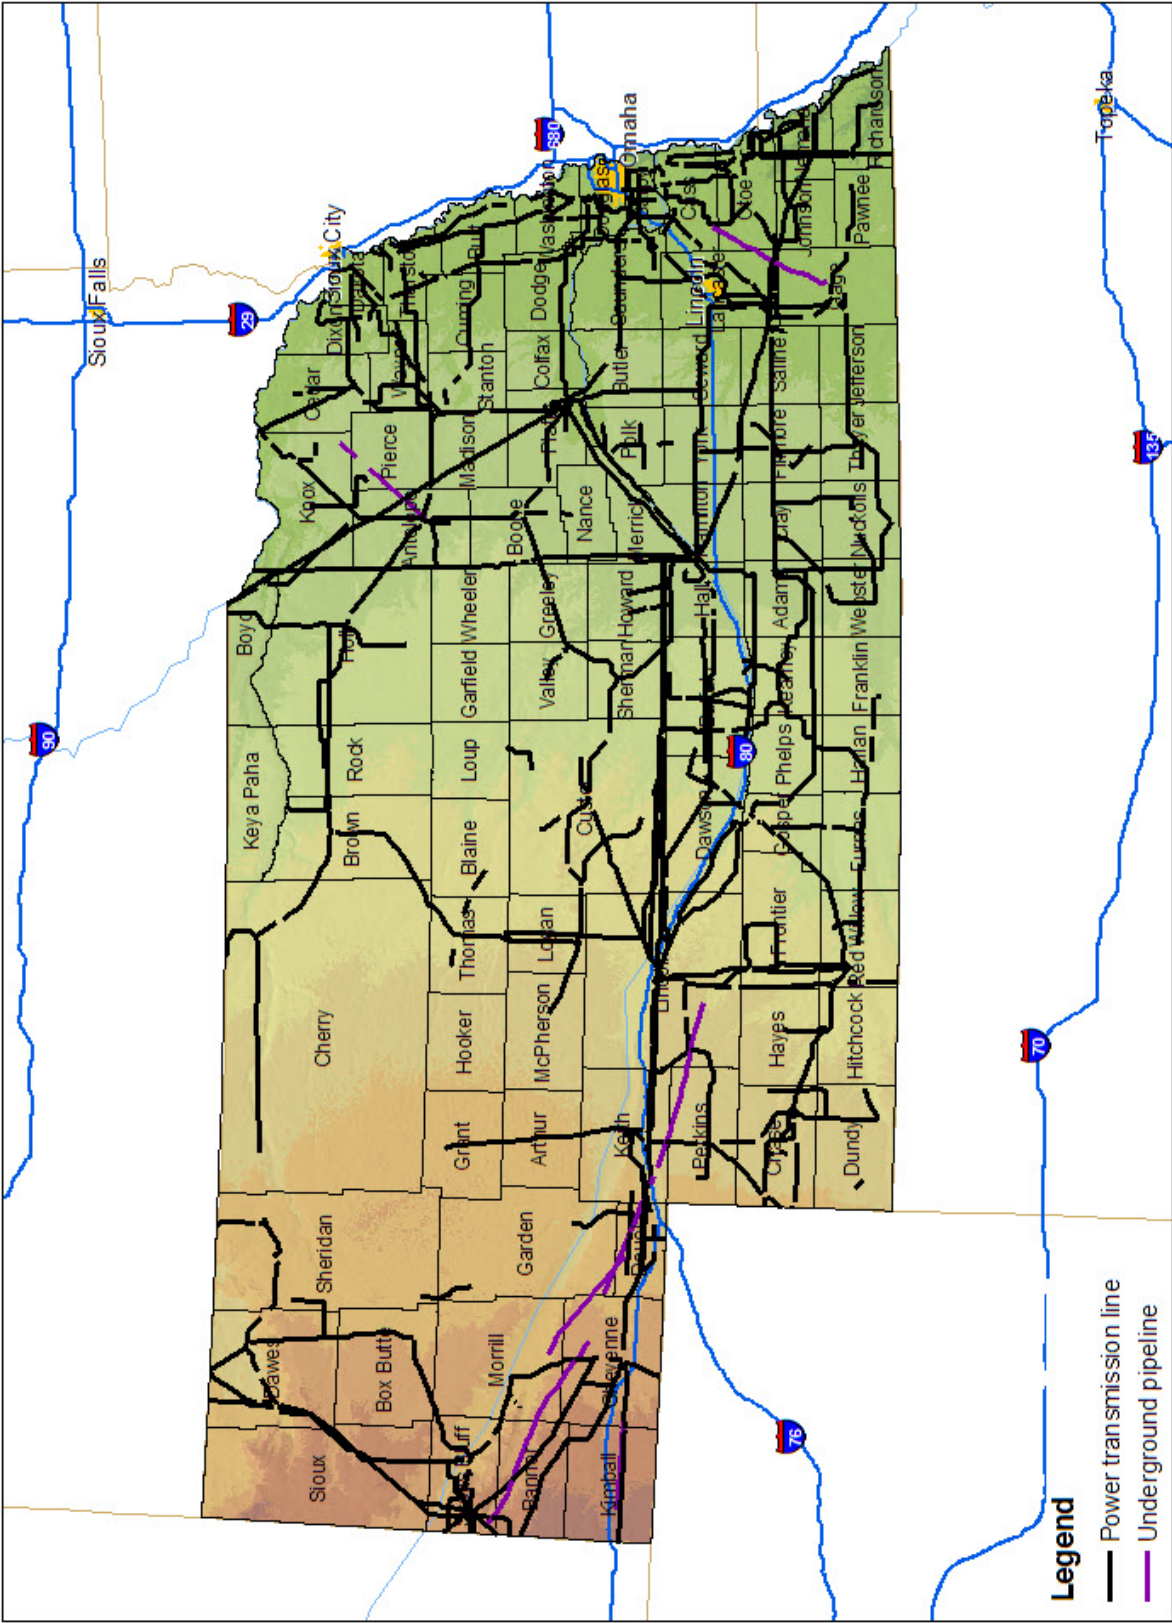 90
Sioux Falls
29
Sioux City
680
Omaha
Keya Paha
Boyd
Knox
Cedar
Dixon
Dakota
Sioux
Dawes
Sheridan
Cherry
Brown
Rock
Holt
Antelope
Pierce
Wayne
Thurston
Box Butte
Grant
Hooker
Thomas
Blaine
Loup
Garfield
Wheeler
Madison
Stanton
Cuming
Burt
Washington
Morrill
Garden
Arthur
McPherson
Logan
Custer
Valley
Greeley
Boone
Nance
Platte
Colfax
Dodge
Douglas
Banner
Kimball
Cheyenne
Deuel
Keith
Lincoln
Sherman
Howard
Merrick
Polk
Butler
Saunders
Perkins
Dawson
Hall
Hamilton
York
Seward
Lincoln
Cass
Otoe
Chase
Hayes
Frontier
Gosper
Phelps
Kearney
Adams
Clay
Fillmore
Saline
Gage
Johnson
Nemaha
Dundy
Hitchcock
Red Willow
Furnas
Harlan
Franklin
Webster
Nuckolls
Thayer
Jefferson
Pawnee
Richardson
80
76
70
135
Topeka
Legend
Power transmission line
Underground pipeline